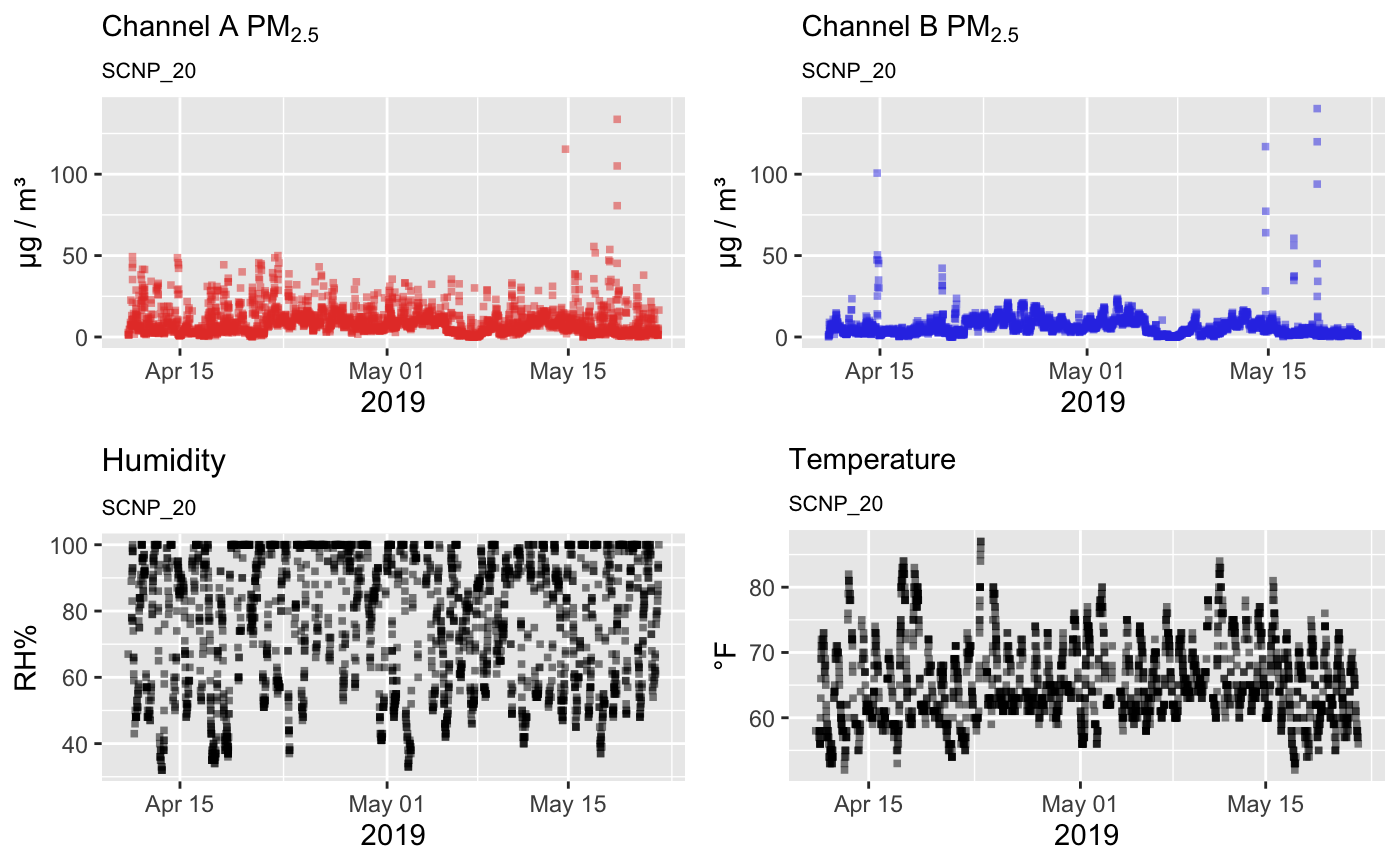 Channel A PM2.5
SCNP_20
µg / m³
100
50
0
Apr 15 May 01 May 15
2019
Channel B PM2.5
SCNP_20
µg / m³
100
50
0
Apr 15 May 01 May 15
2019
Humidity
SCNP_20
RH%
100
80
60
40
Apr 15 May 01 May 15
2019
Temperature
SCNP_20
°F
80
70
60
Apr 15 May 01 May 15
2019